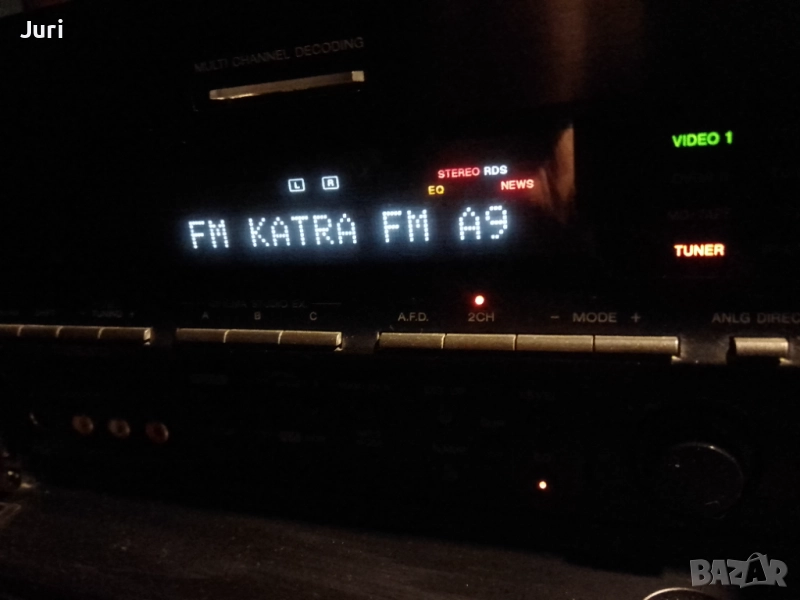 Juri
MULTI CHANNEL DECODING
VIDEO 1
STEREO RDS
L R
EQ NEWS
FM KATRA FM A9
TUNER
A B C
A.F.D. 2CH
- MODE +
ANLG DIREC
BAZAR